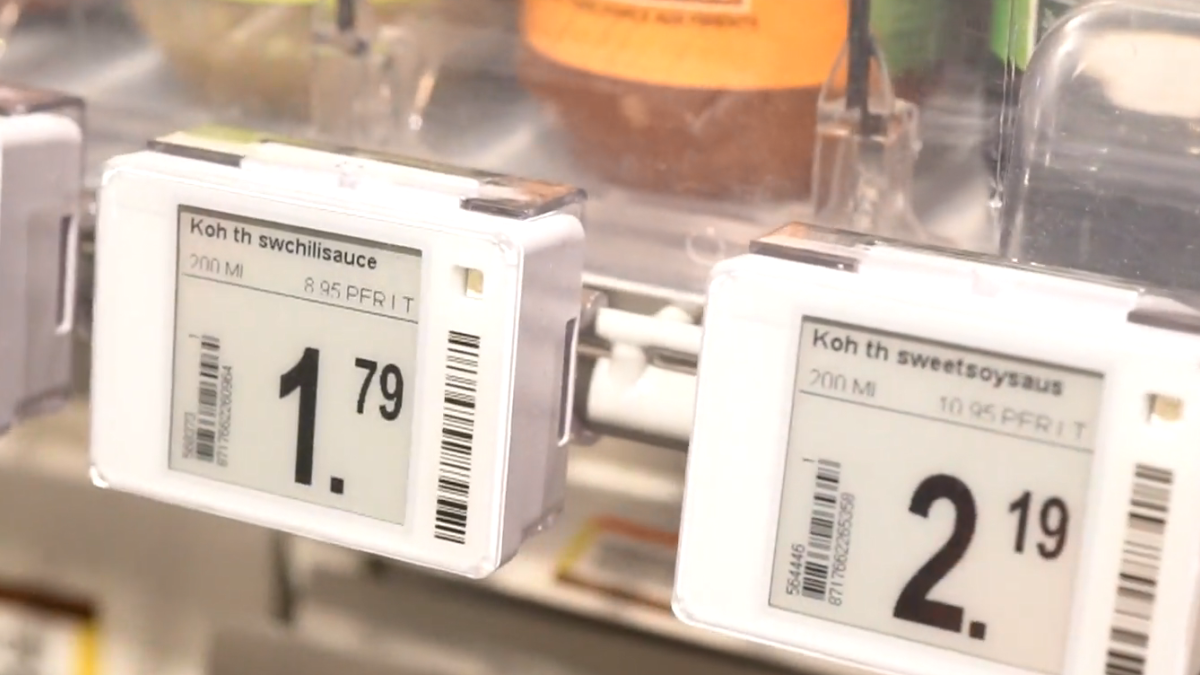 Koh th swchilisauce
200 Ml
8.95 PER LT
1.79
Koh th sweetsoysaus
200 Ml
10.95 PER LT
564446
2.19